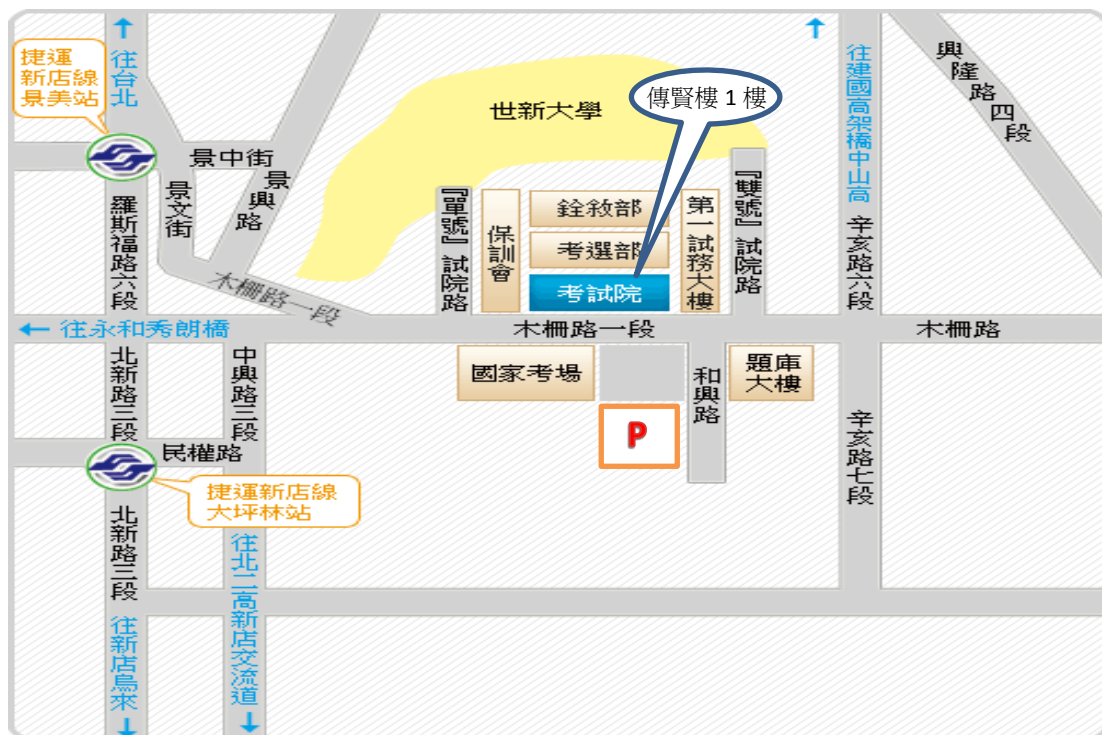 捷運
新店線
景美站
往台北
世新大學
傳賢樓 1 樓
往建國高架橋中山高
興隆路四段
景中街
景文街
景興路
羅斯福路六段
『單號』試院路
保訓會
銓敘部
考選部
考試院
第一試務大樓
『雙號』試院路
辛亥路六段
木柵路一段
往永和秀朗橋
木柵路一段
木柵路
北新路三段
中興路三段
國家考場
和興路
題庫
大樓
P
辛亥路七段
民權路
捷運新店線
大坪林站
北新路三段
往北二高新店交流道
往新店烏來